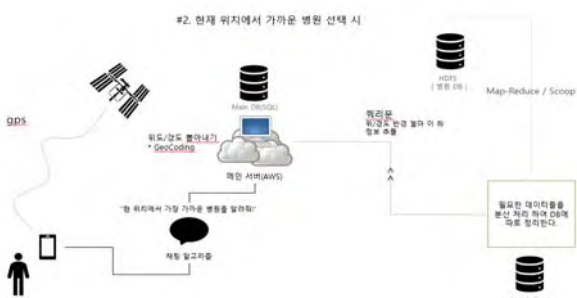 #2. 현재 위치에서 가까운 병원 선택 시
HDFS
( 병원 DB )
Map-Reduce / Scoop
Main DB(SQL)
gps
위도/경도 뽑아내기
* GeoCoding
쿼리문
위/경도 반경 얼마 이 하
정보 추출
메인 서버(AWS)
"현 위치에서 가장 가까운 병원을 알려줘!"
채팅 알고리즘
필요한 데이터들을
분산 처리 하여 DB에
따로 정리한다.